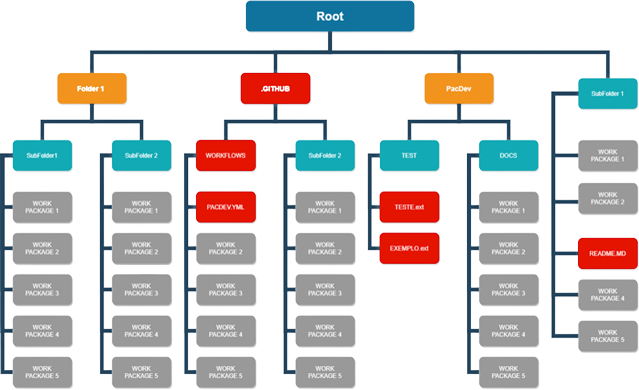 Root
Folder 1
.GITHUB
PacDev
SubFolder 1
SubFolder1
WORK
PACKAGE 1
WORK
PACKAGE 2
WORK
PACKAGE 3
WORK
PACKAGE 4
WORK
PACKAGE 5
SubFolder 2
WORK
PACKAGE 1
WORK
PACKAGE 2
WORK
PACKAGE 3
WORK
PACKAGE 4
WORK
PACKAGE 5
WORKFLOWS
PACDEV.YML
WORK
PACKAGE 2
WORK
PACKAGE 3
WORK
PACKAGE 4
WORK
PACKAGE 5
SubFolder 2
WORK
PACKAGE 1
WORK
PACKAGE 2
WORK
PACKAGE 3
WORK
PACKAGE 4
WORK
PACKAGE 5
TEST
TESTE.ext
EXEMPLO.ext
DOCS
WORK
PACKAGE 1
WORK
PACKAGE 2
WORK
PACKAGE 3
WORK
PACKAGE 4
WORK
PACKAGE 5
WORK
PACKAGE 1
WORK
PACKAGE 2
README.MD
WORK
PACKAGE 4
WORK
PACKAGE 5